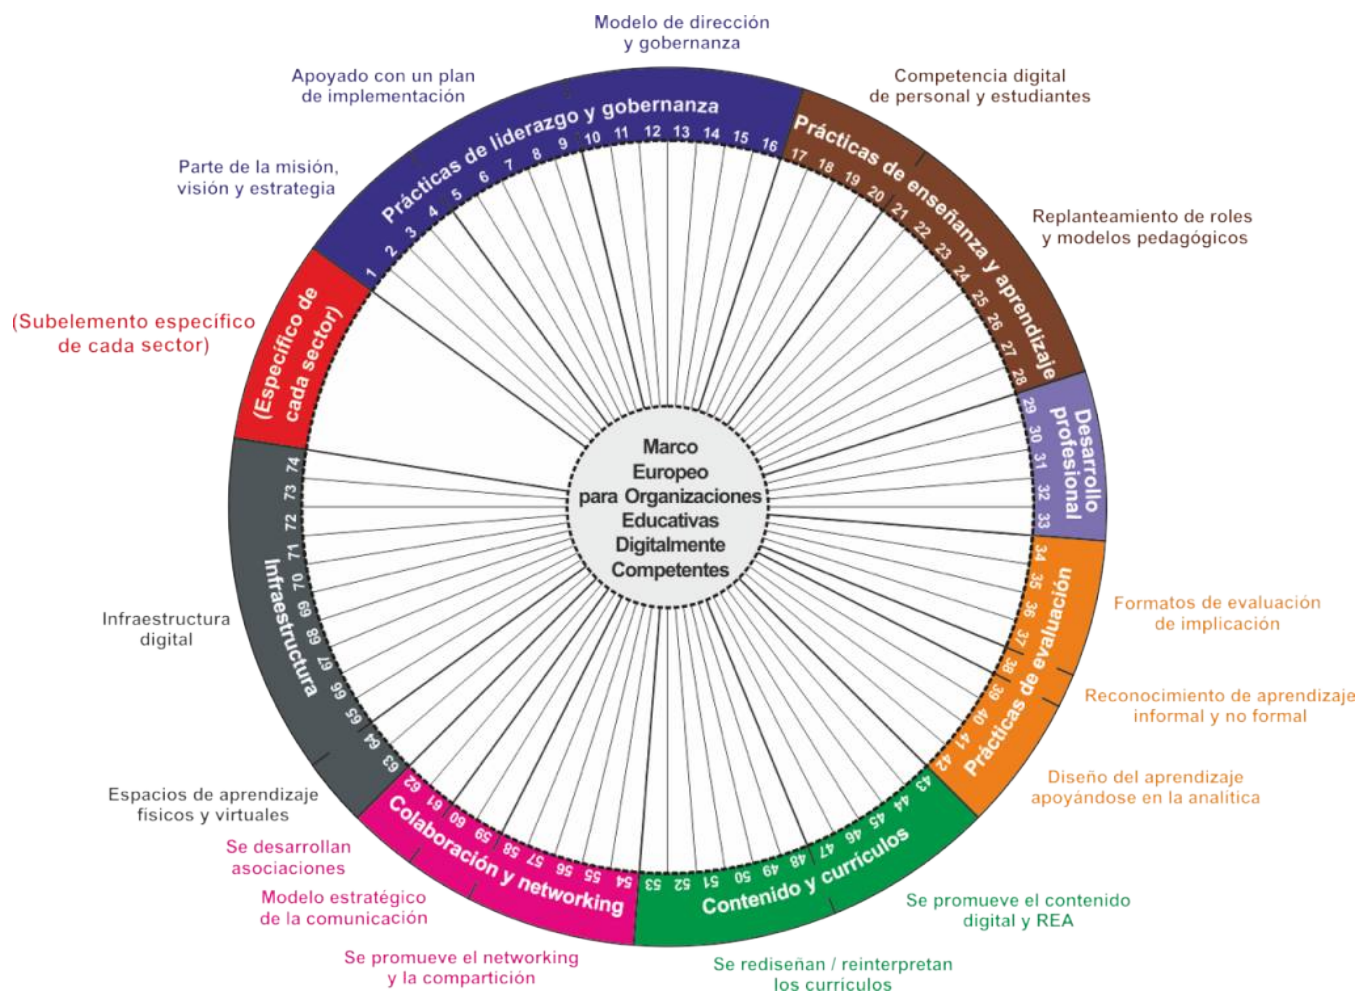 Modelo de dirección
y gobernanza
Apoyado con un plan
de implementación
Competencia digital
de personal y estudiantes
Parte de la misión,
visión y estrategia
Replanteamiento de roles
y modelos pedagógicos
(Subelemento específico
de cada sector)
Prácticas de liderazgo y gobernanza
1 2 3 4 5 6 7 8 9 10 11 12 13 14 15 16
Prácticas de enseñanza y aprendizaje
17 18 19 20 21 22 23 24 25 26 27 28
Desarrollo
profesional
29 30 31 32 33
Prácticas de evaluación
34 35 36 37 38 39 40 41 42
Contenido y currículos
43 44 45 46 47 48 49 50 51 52 53
Colaboración y networking
54 55 56 57 58 59 60 61 62
Infraestructura
63 64 65 66 67 68 69 70 71 72 73 74
(Específico de
cada sector)
Marco
Europeo
para Organizaciones
Educativas
Digitalmente
Competentes
Infraestructura
digital
Formatos de evaluación
de implicación
Reconocimiento de aprendizaje
informal y no formal
Diseño del aprendizaje
apoyándose en la analítica
Espacios de aprendizaje
físicos y virtuales
Se desarrollan
asociaciones
Modelo estratégico
de la comunicación
Se promueve el networking
y la compartición
Se promueve el contenido
digital y REA
Se rediseñan / reinterpretan
los curriculos